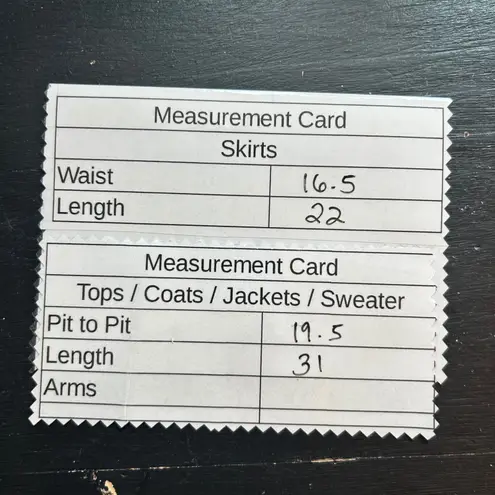 Measurement Card
Skirts
Waist 16.5
Length 22
Measurement Card
Tops / Coats / Jackets / Sweater
Pit to Pit 19.5
Length 31
Arms